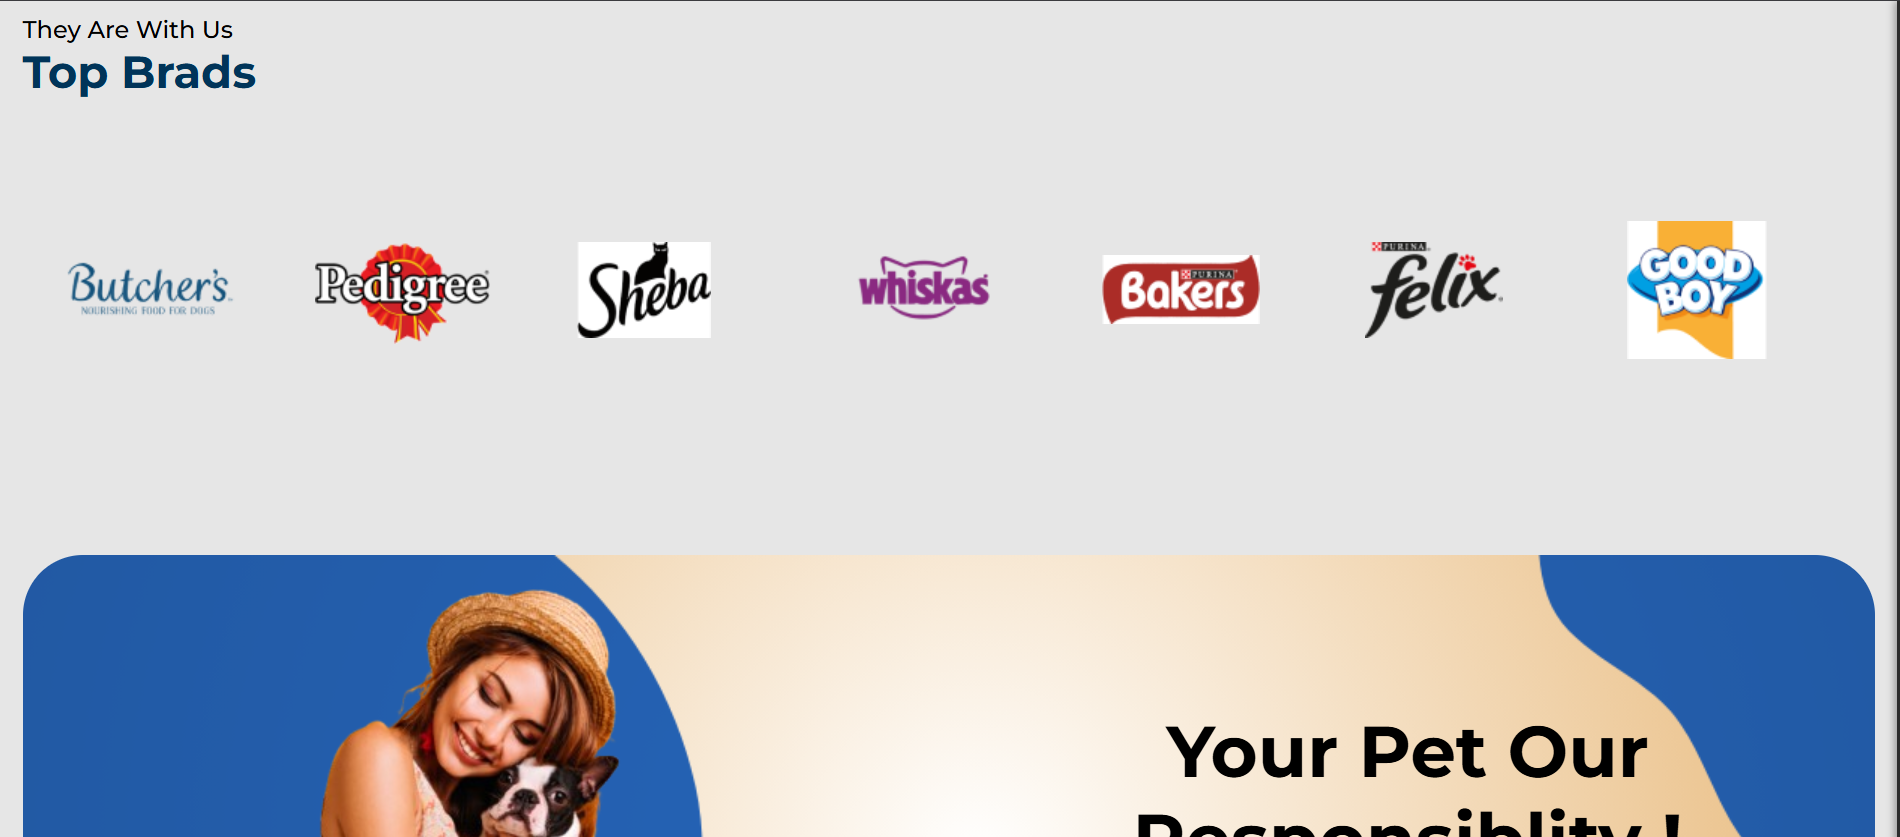 They Are With Us
Top Brads
Butcher's
NOURISHING FOOD FOR DOGS
Pedigree
Sheba
whiskas
PURINA
Bakers
PURINA
felix
GOOD
BOY
Your Pet Our
Responsiblity !